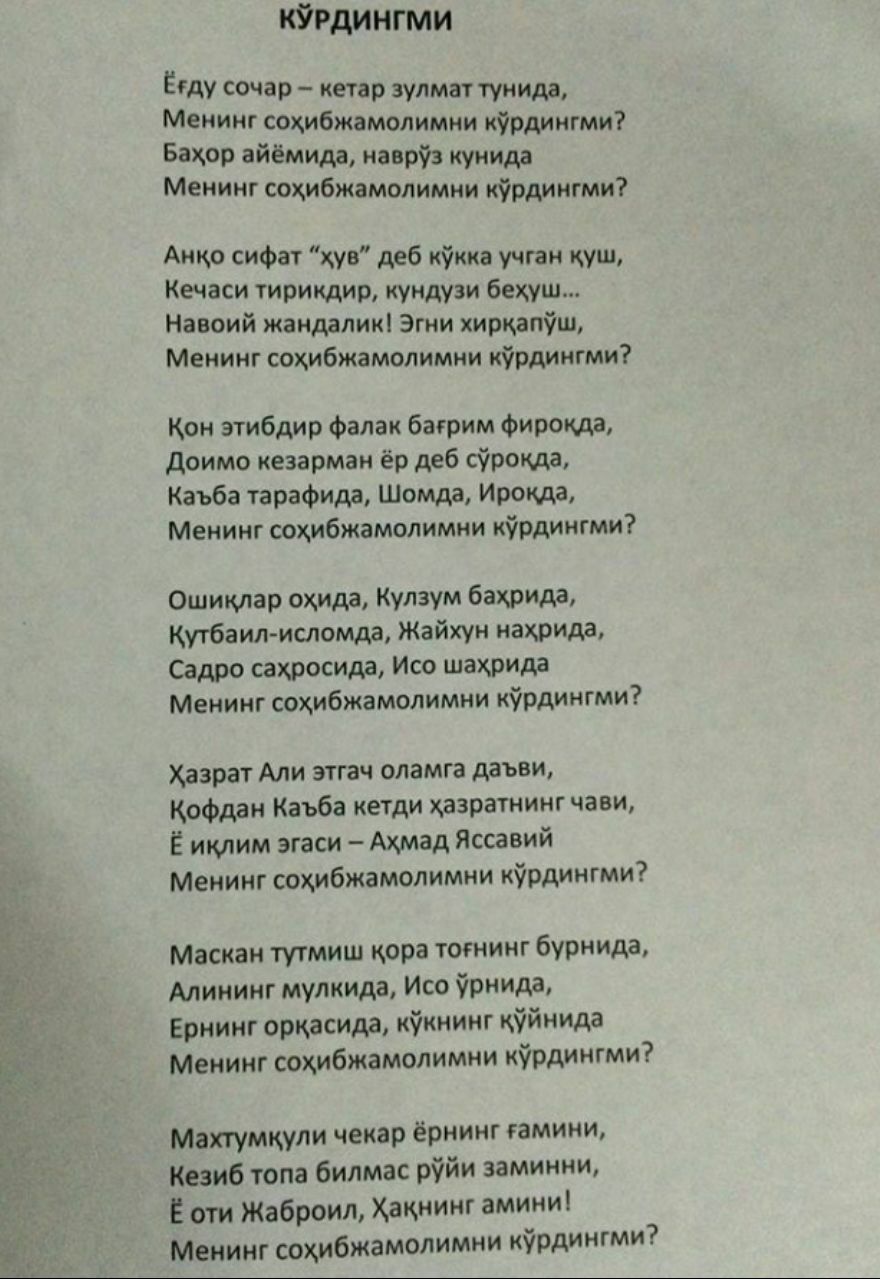 КЎРДИНГМИ
Ёғду сочар – кетар зулмат тунида,
Менинг соҳибжамолимни кўрдингми?
Баҳор айёмида, наврўз кунида
Менинг соҳибжамолимни кўрдингми?
Анқо сифат “ҳув” деб кўкка учган қуш,
Кечаси тирикдир, кундузи беҳуш...
Навоий жандалик! Эгни хирқапўш,
Менинг соҳибжамолимни кўрдингми?
Қон этибдир фалак бағрим фироқда,
Доимо кезарман ёр деб сўроқда,
Каъба тарафида, Шомда, Ироқда,
Менинг соҳибжамолимни кўрдингми?
Ошиқлар оҳида, Кулзум баҳрида,
Қутбаил-исломда, Жайхун наҳрида,
Садро саҳросида, Исо шаҳрида
Менинг соҳибжамолимни кўрдингми?
Ҳазрат Али этгач оламга даъви,
Қофдан Каъба кетди ҳазратнинг чави,
Ё иқлим эгаси – Аҳмад Яссавий
Менинг соҳибжамолимни кўрдингми?
Маскан тутмиш қора тоғнинг бурнида,
Алининг мулкида, Исо ўрнида,
Ернинг орқасида, кўкнинг қўйнида
Менинг соҳибжамолимни кўрдингми?
Махтумқули чекар ёрнинг ғамини,
Кезиб топа билмас рўйи заминни,
Ё оти Жаброил, Ҳақнинг амини!
Менинг соҳибжамолимни кўрдингми?